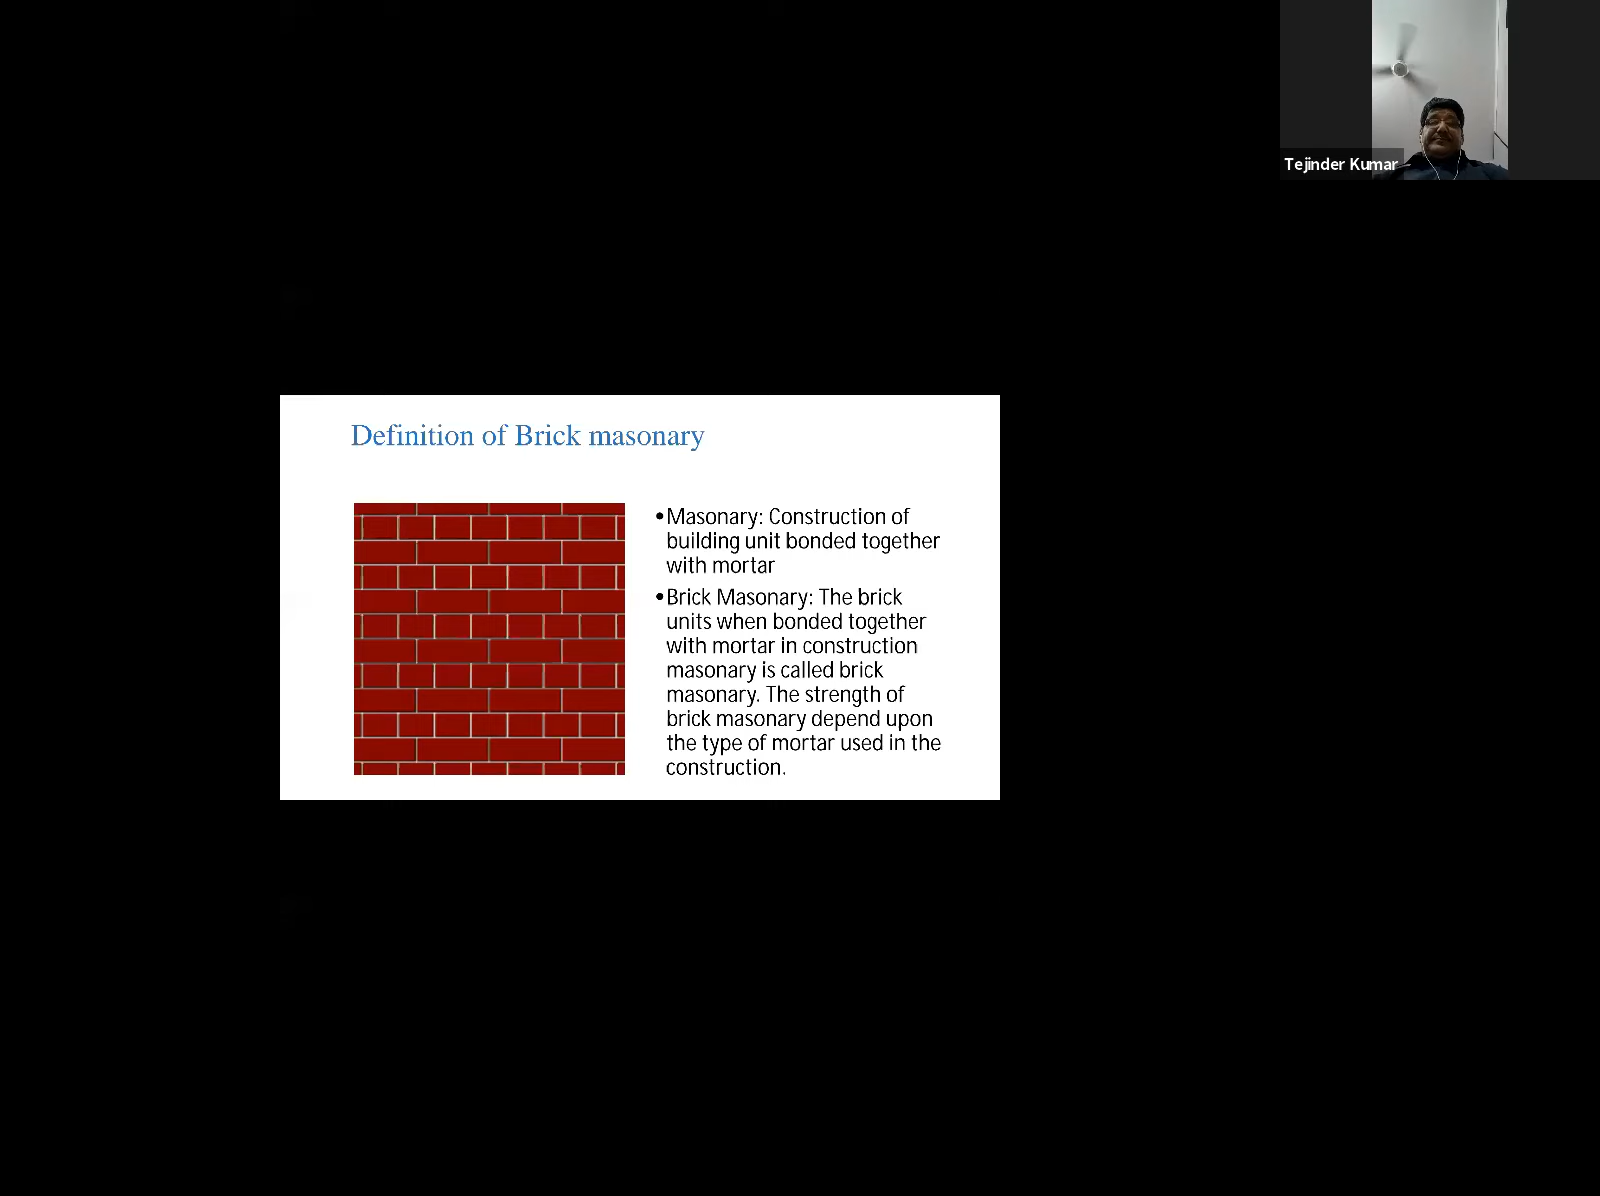 Tejinder Kumar
Definition of Brick masonary
•Masonary: Construction of
building unit bonded together
with mortar
•Brick Masonary: The brick
units when bonded together
with mortar in construction
masonary is called brick
masonary. The strength of
brick masonary depend upon
the type of mortar used in the
construction.